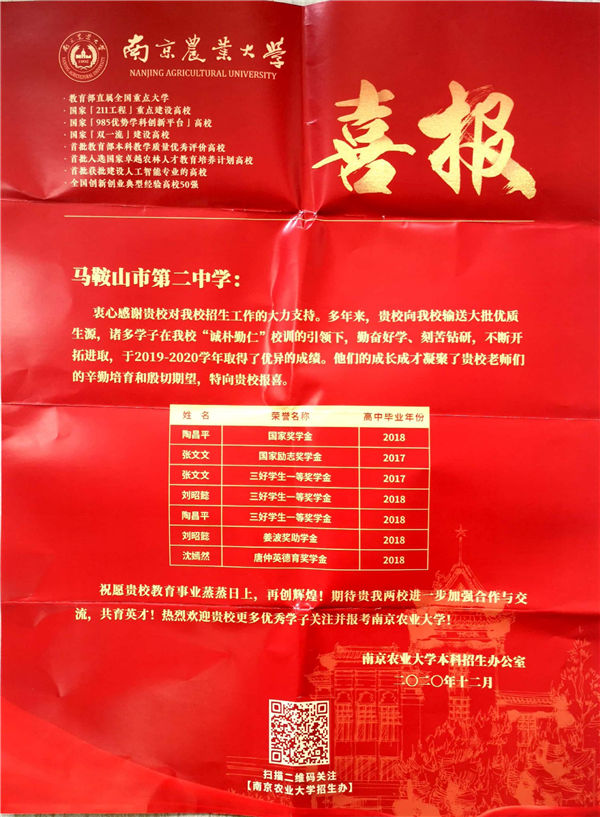 南京農業大學
NANJING AGRICULTURAL UNIVERSITY
·教育部直属全国重点大学
·国家「211工程」重点建设高校
·国家「985优势学科创新平台」高校
·国家「双一流」建设高校
·首批教育部本科教学质量优秀评价高校
·首批入选国家卓越农林人才教育培养计划高校
·首批获批建设人工智能专业的高校
·全国创新创业典型经验高校50强
喜报
马鞍山市第二中学：
衷心感谢贵校对我校招生工作的大力支持。多年来，贵校向我校输送大批优质
生源，诸多学子在我校“诚朴勤仁”校训的引领下，勤奋好学、刻苦钻研，不断开
拓进取，于2019-2020学年取得了优异的成绩。他们的成长成才凝聚了贵校老师们
的辛勤培育和殷切期望，特向贵校报喜。
姓 名 荣誉名称 高中毕业年份
陶昌平 国家奖学金 2018
张文文 国家励志奖学金 2017
张文文 三好学生一等奖学金 2017
刘昭懿 三好学生一等奖学金 2018
陶昌平 三好学生一等奖学金 2018
刘昭懿 姜波奖助学金 2018
沈嫣然 唐仲英德育奖学金 2018
祝愿贵校教育事业蒸蒸日上，再创辉煌！期待贵我两校进一步加强合作与交
流，共育英才！热烈欢迎贵校更多优秀学子关注并报考南京农业大学！
南京农业大学本科招生办公室
二〇二〇年十二月
扫描二维码关注
【南京农业大学招生办】